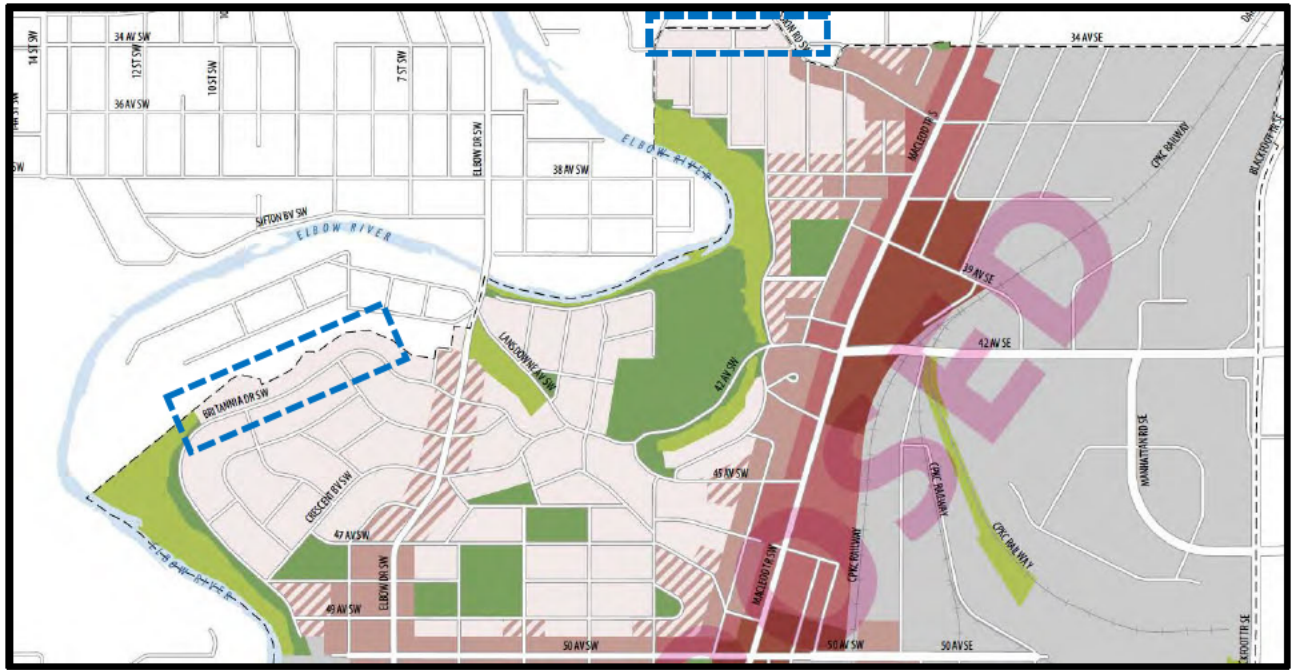 34 AV SW
34 AV SE
14 ST SW
12 ST SW
10 ST SW
7 ST SW
36 AV SW
ELBOW DR SW
ELBOW RIVER
38 AV SW
MACLEOD TR S
CPKC RAILWAY
BLACKFOOT TR SE
SIFTON BV SW
ELBOW RIVER
39 AV SE
LANSDOWNE AV SW
42 AV SW
42 AV SE
BRITANNIA DR SW
CRESCENT BV SW
45 AV SW
MANHATTAN RD SE
CPKC RAILWAY
CPKC RAILWAY
CPKC RAILWAY
47 AV SW
ELBOW RIVER
ELBOW DR SW
MACLEOD TR SW
49 AV SW
50 AV SW
50 AV SW
50 AV SE
OSED